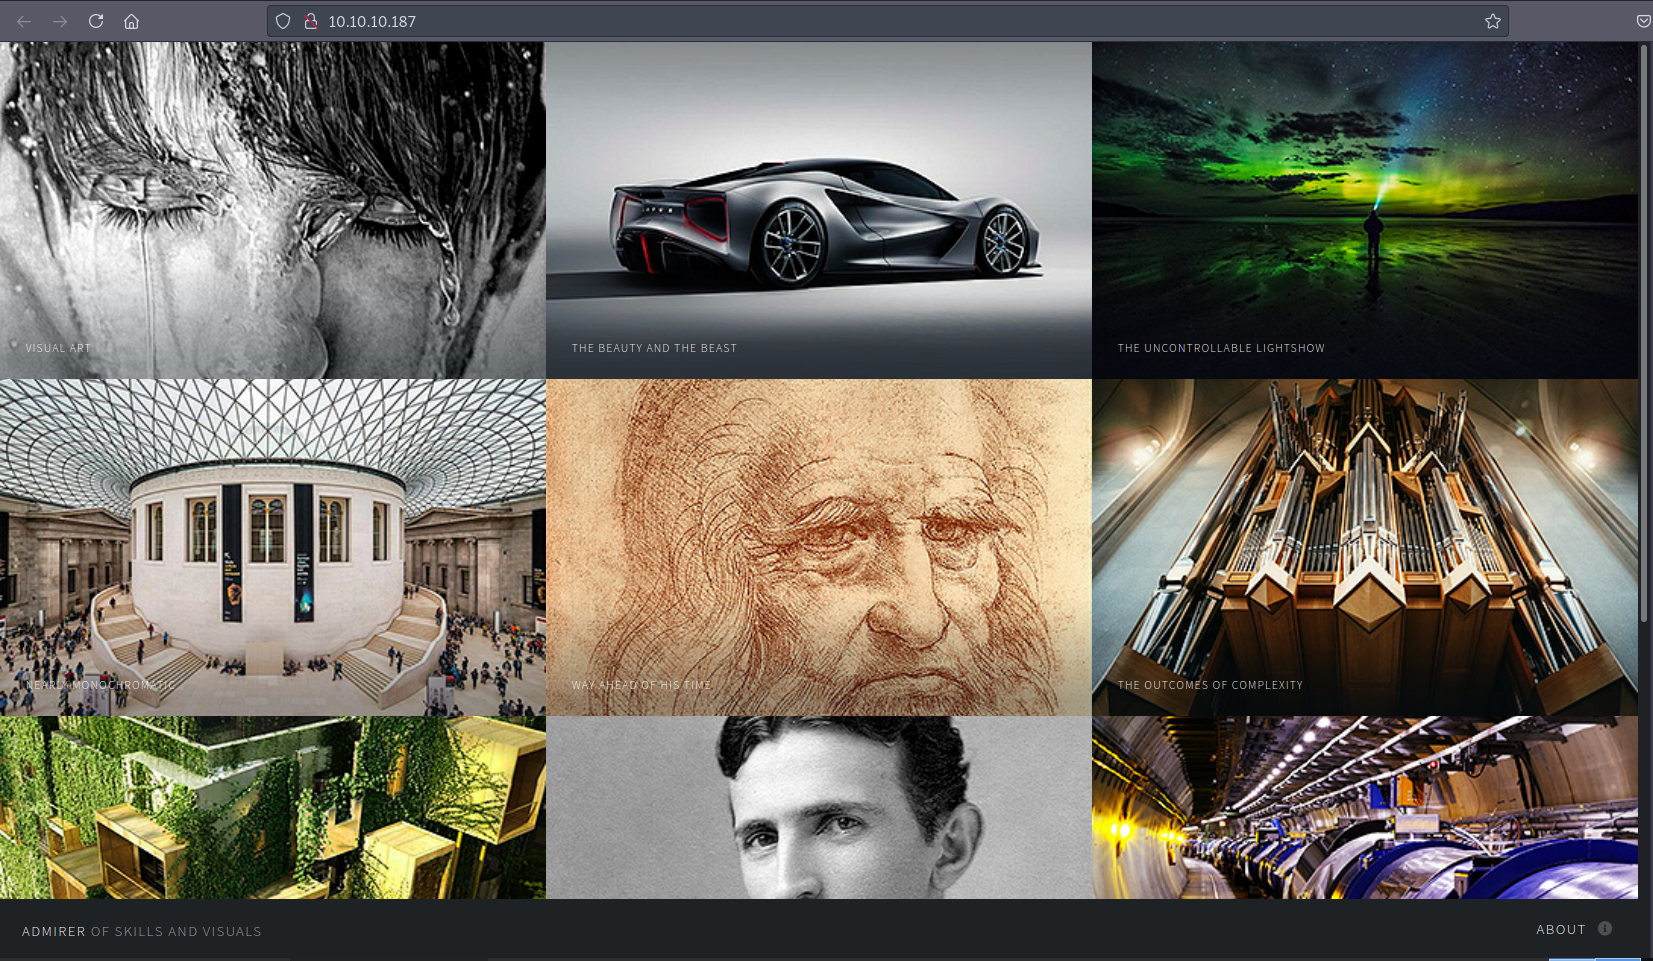 10.10.10.187
VISUAL ART
THE BEAUTY AND THE BEAST
THE UNCONTROLLABLE LIGHTSHOW
NEARLY MONOCHROMATIC
WAY AHEAD OF HIS TIME
THE OUTCOMES OF COMPLEXITY
ADMIRER OF SKILLS AND VISUALS
ABOUT